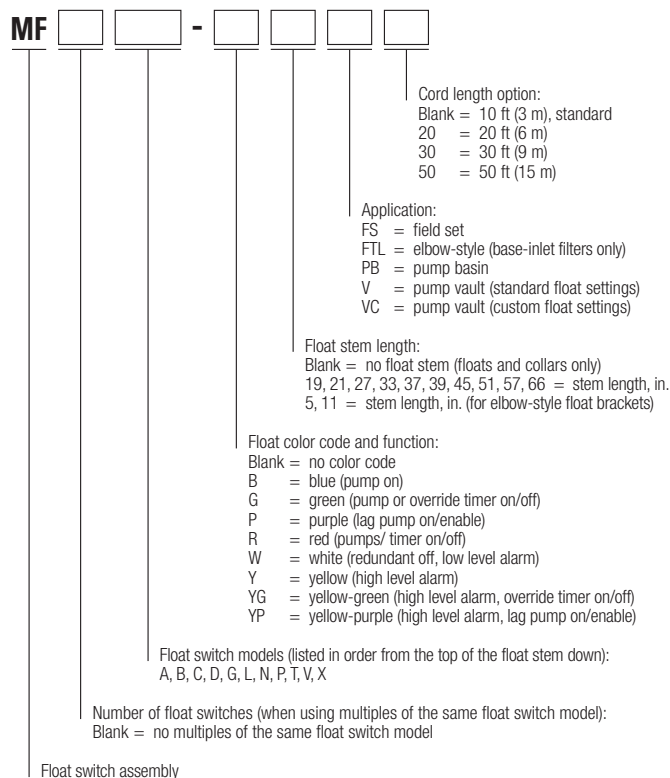 MF -
Cord length option:
Blank = 10 ft (3 m), standard
20 = 20 ft (6 m)
30 = 30 ft (9 m)
50 = 50 ft (15 m)
Application:
FS = field set
FTL = elbow-style (base-inlet filters only)
PB = pump basin
V = pump vault (standard float settings)
VC = pump vault (custom float settings)
Float stem length:
Blank = no float stem (floats and collars only)
19, 21, 27, 33, 37, 39, 45, 51, 57, 66 = stem length, in.
5, 11 = stem length, in. (for elbow-style float brackets)
Float color code and function:
Blank = no color code
B = blue (pump on)
G = green (pump or override timer on/off)
P = purple (lag pump on/enable)
R = red (pumps/ timer on/off)
W = white (redundant off, low level alarm)
Y = yellow (high level alarm)
YG = yellow-green (high level alarm, override timer on/off)
YP = yellow-purple (high level alarm, lag pump on/enable)
Float switch models (listed in order from the top of the float stem down):
A, B, C, D, G, L, N, P, T, V, X
Number of float switches (when using multiples of the same float switch model):
Blank = no multiples of the same float switch model
Float switch assembly